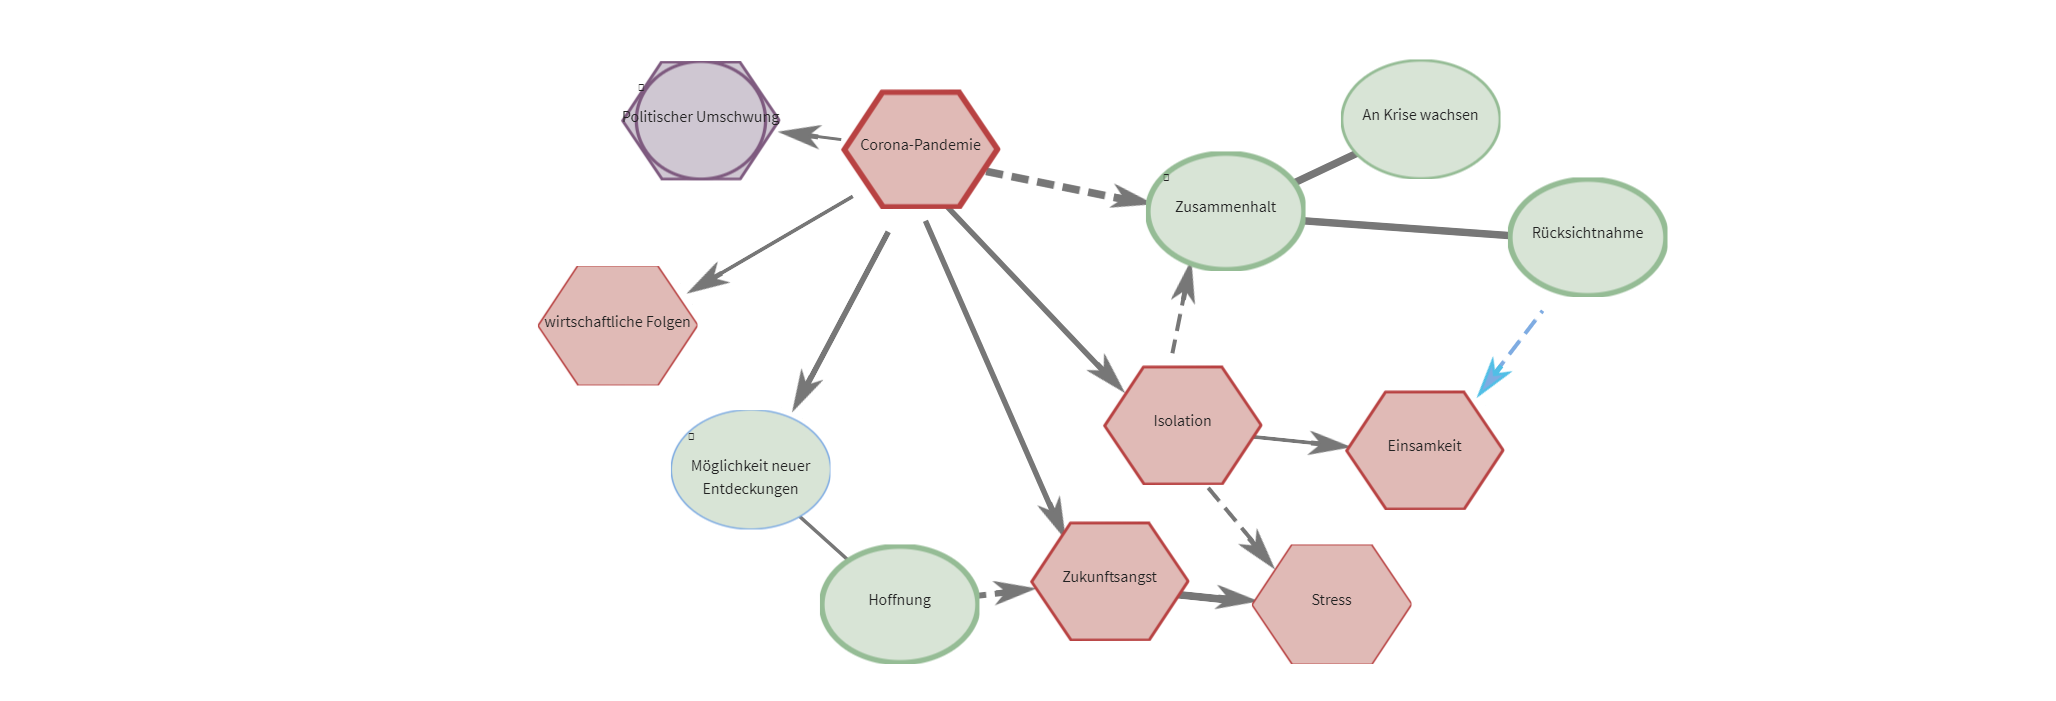 Politischer Umschwung
Corona-Pandemie
An Krise wachsen
Zusammenhalt
Rücksichtnahme
wirtschaftliche Folgen
Isolation
Einsamkeit
Möglichkeit neuer
Entdeckungen
Hoffnung
Zukunftsangst
Stress